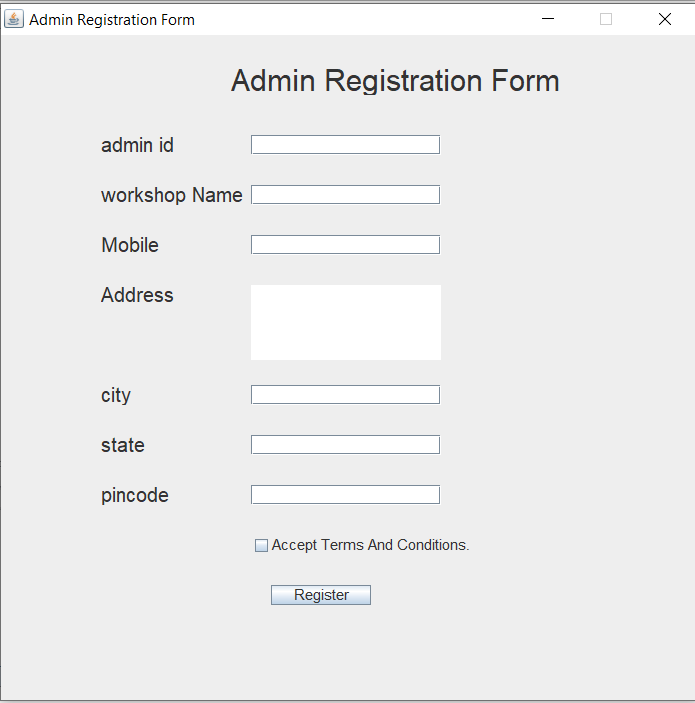 Admin Registration Form
Admin Registration Form
admin id
workshop Name
Mobile
Address
city
state
pincode
Accept Terms And Conditions.
Register